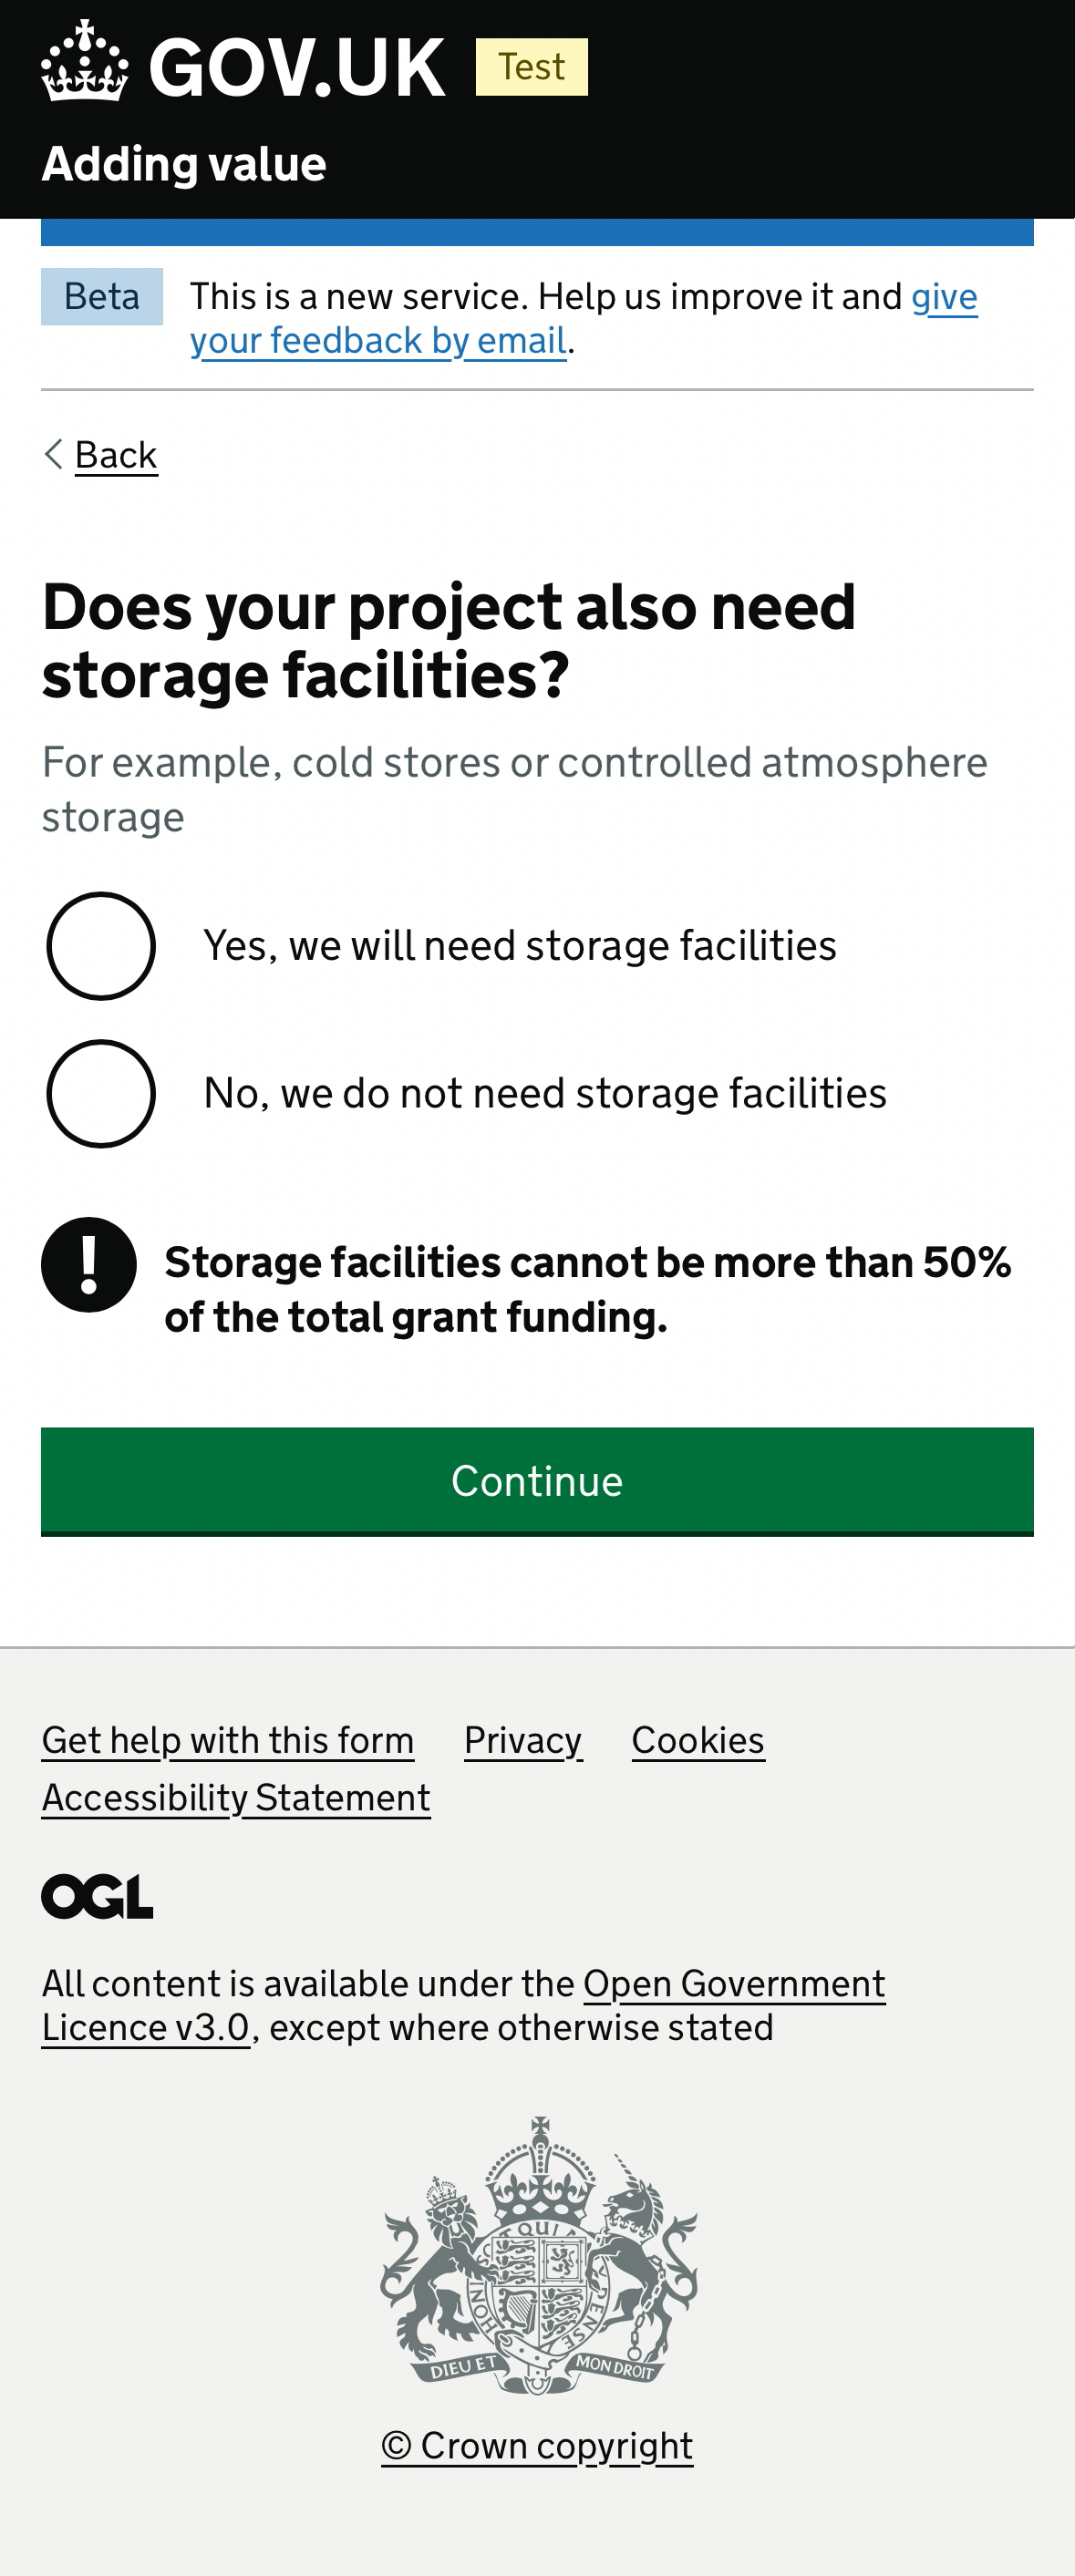 GOV.UK Test
Adding value
Beta
This is a new service. Help us improve it and give
your feedback by email.
Back
Does your project also need
storage facilities?
For example, cold stores or controlled atmosphere
storage
Yes, we will need storage facilities
No, we do not need storage facilities
! Storage facilities cannot be more than 50%
of the total grant funding.
Continue
Get help with this form Privacy Cookies
Accessibility Statement
OGL
All content is available under the Open Government
Licence v3.0, except where otherwise stated
QUI
HONI
PENSE
DIEU ET MON DROIT
© Crown copyright